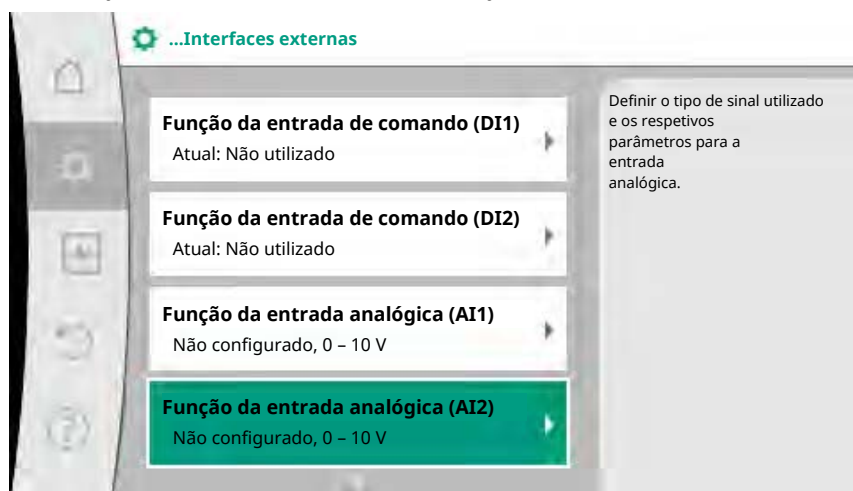 ...Interfaces externas
Função da entrada de comando (DI1)
Atual: Não utilizado
Função da entrada de comando (DI2)
Atual: Não utilizado
Função da entrada analógica (AI1)
Não configurado, 0 – 10 V
Função da entrada analógica (AI2)
Não configurado, 0 – 10 V
Definir o tipo de sinal utilizado
e os respetivos
parâmetros para a
entrada
analógica.